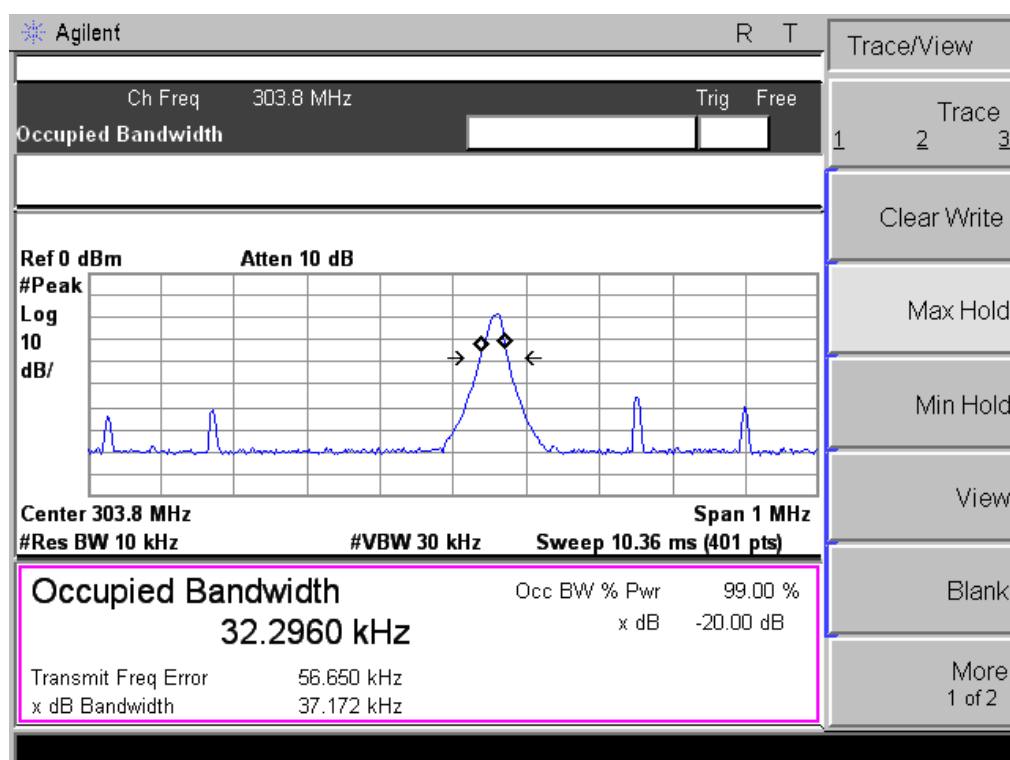 Agilent R T
Ch Freq 303.8 MHz Trig Free
Occupied Bandwidth
Ref 0 dBm Atten 10 dB
#Peak
Log
10
dB/
Center 303.8 MHz Span 1 MHz
#Res BW 10 kHz #VBW 30 kHz Sweep 10.36 ms (401 pts)
Occupied Bandwidth Occ BW % Pwr 99.00 %
32.2960 kHz x dB -20.00 dB
Transmit Freq Error 56.650 kHz
x dB Bandwidth 37.172 kHz
Trace/View
Trace
1 2 3
Clear Write
Max Hold
Min Hold
View
Blank
More
1 of 2